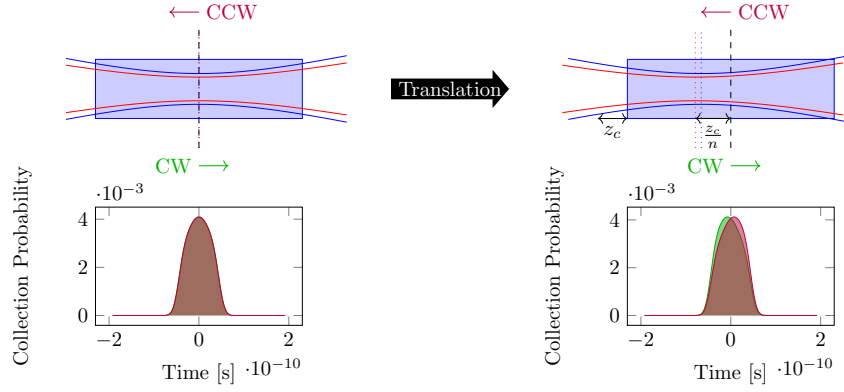 ← CCW
← CCW
Translation
z_c
z_c/n
CW →
CW →
·10^−3
·10^−3
Collection Probability
4
2
0
Collection Probability
4
2
0
−2 0 2
−2 0 2
Time [s] ·10^−10
Time [s] ·10^−10